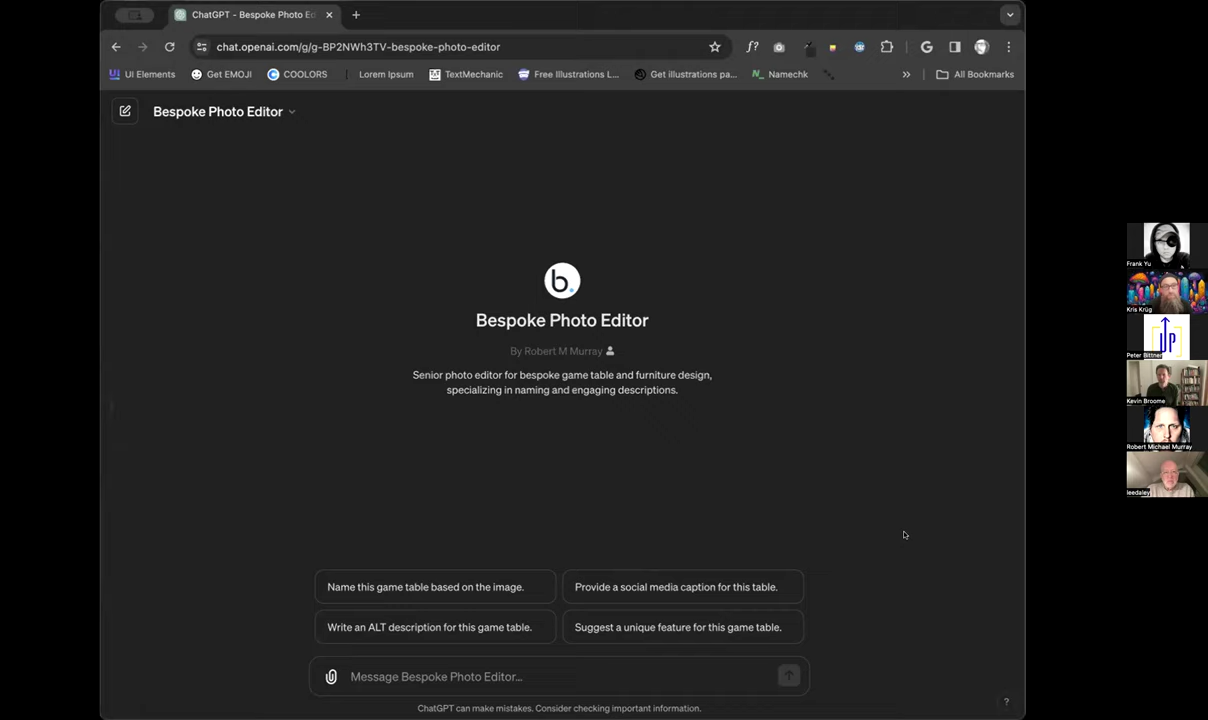 ChatGPT - Bespoke Photo Ed
chat.openai.com/g/g-BP2NWh3TV-bespoke-photo-editor
UI Elements
Get EMOJI
COOLORS
Lorem Ipsum
TextMechanic
Free Illustrations L...
Get illustrations pa...
Namechk
All Bookmarks
Bespoke Photo Editor
b.
Bespoke Photo Editor
By Robert M Murray
Senior photo editor for bespoke game table and furniture design,
specializing in naming and engaging descriptions.
Name this game table based on the image.
Provide a social media caption for this table.
Write an ALT description for this game table.
Suggest a unique feature for this game table.
Message Bespoke Photo Editor...
ChatGPT can make mistakes. Consider checking important information.
?
Frank Yu
Kris Krüg
UP
Peter Bittner
Kevin Broome
Robert Michael Murray
leedaley